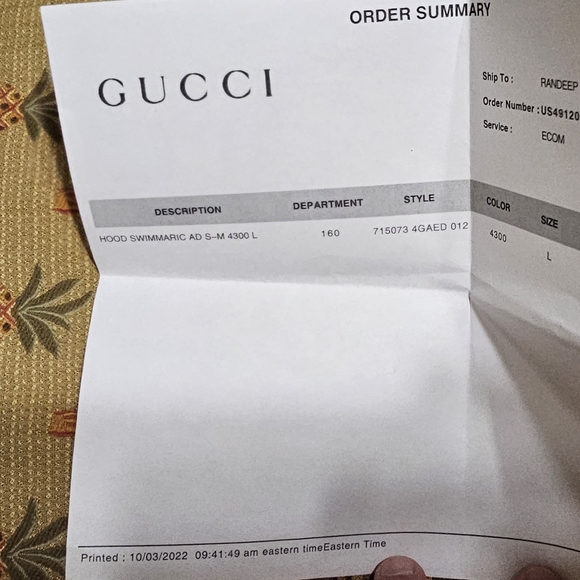 ORDER SUMMARY
GUCCI
Ship To : RANDEEP
Order Number : US49120
Service : ECOM
DESCRIPTION DEPARTMENT STYLE COLOR SIZE
HOOD SWIMMARIC AD S-M 4300 L 160 715073 4GAED 012 4300 L
Printed : 10/03/2022 09:41:49 am eastern timeEastern Time